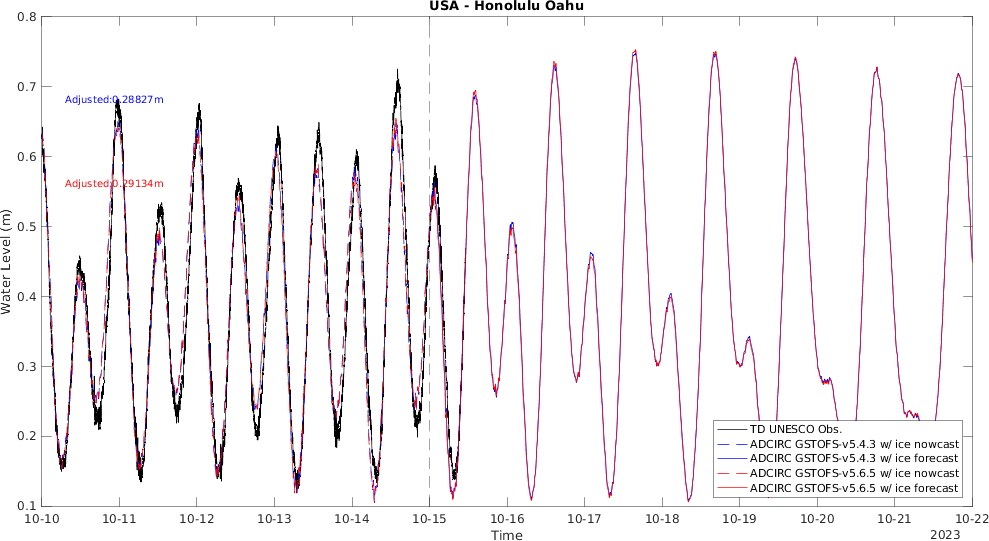 USA - Honolulu Oahu
0.8
0.7
0.6
0.5
0.4
0.3
0.2
0.1
Water Level (m)
Adjusted:0.28827m
Adjusted:0.29134m
TD UNESCO Obs.
ADCIRC GSTOFS-v5.4.3 w/ ice nowcast
ADCIRC GSTOFS-v5.4.3 w/ ice forecast
ADCIRC GSTOFS-v5.6.5 w/ ice nowcast
ADCIRC GSTOFS-v5.6.5 w/ ice forecast
10-10 10-11 10-12 10-13 10-14 10-15 10-16 10-17 10-18 10-19 10-20 10-21 10-22
Time
2023